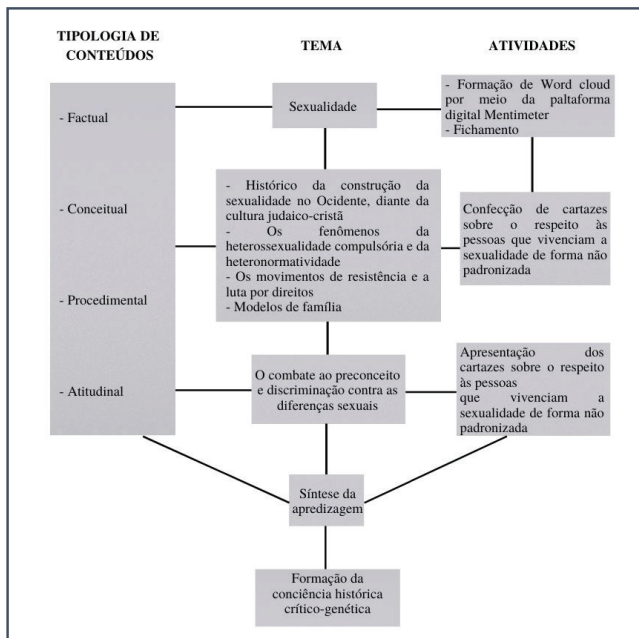 TIPOLOGIA DE
CONTEÚDOS
TEMA
ATIVIDADES
- Factual
- Conceitual
- Procedimental
- Atitudinal
Sexualidade
- Formação de Word cloud
por meio da paltaforma
digital Mentimeter
- Fichamento
- Histórico da construção da
sexualidade no Ocidente, diante da
cultura judaico-cristã
- Os fenômenos da
heterossexualidade compulsória e da
heteronormatividade
- Os movimentos de resistência e a
luta por direitos
- Modelos de família
Confecção de cartazes
sobre o respeito às
pessoas que vivenciam a
sexualidade de forma não
padronizada
O combate ao preconceito
e discriminação contra as
diferenças sexuais
Apresentação dos
cartazes sobre o respeito
às pessoas
que vivenciam a
sexualidade de forma não
padronizada
Síntese da
apredizagem
Formação da
conciência histórica
crítico-genética